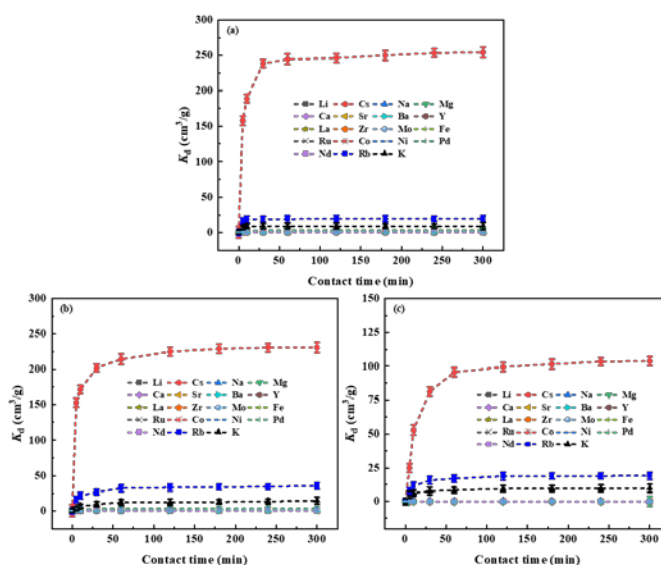 (a)
300
250
200
150
100
50
0
K_d (cm³/g)
Li Cs Na Mg
Ca Sr Ba Y
La Zr Mo Fe
Ru Co Ni Pd
Nd Rb K
0 50 100 150 200 250 300
Contact time (min)
(b)
300
250
200
150
100
50
0
K_d (cm³/g)
Li Cs Na Mg
Ca Sr Ba Y
La Zr Mo Fe
Ru Co Ni Pd
Nd Rb K
0 50 100 150 200 250 300
Contact time (min)
(c)
150
125
100
75
50
25
0
K_d (cm³/g)
Li Cs Na Mg
Ca Sr Ba Y
La Zr Mo Fe
Ru Co Ni Pd
Nd Rb K
0 50 100 150 200 250 300
Contact time (min)